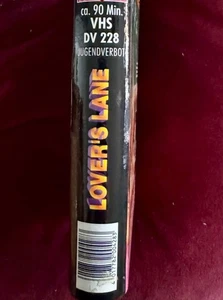 ca. 90 Min.
VHS
DV 228
JUGENDVERBOT
LOVER'S LANE